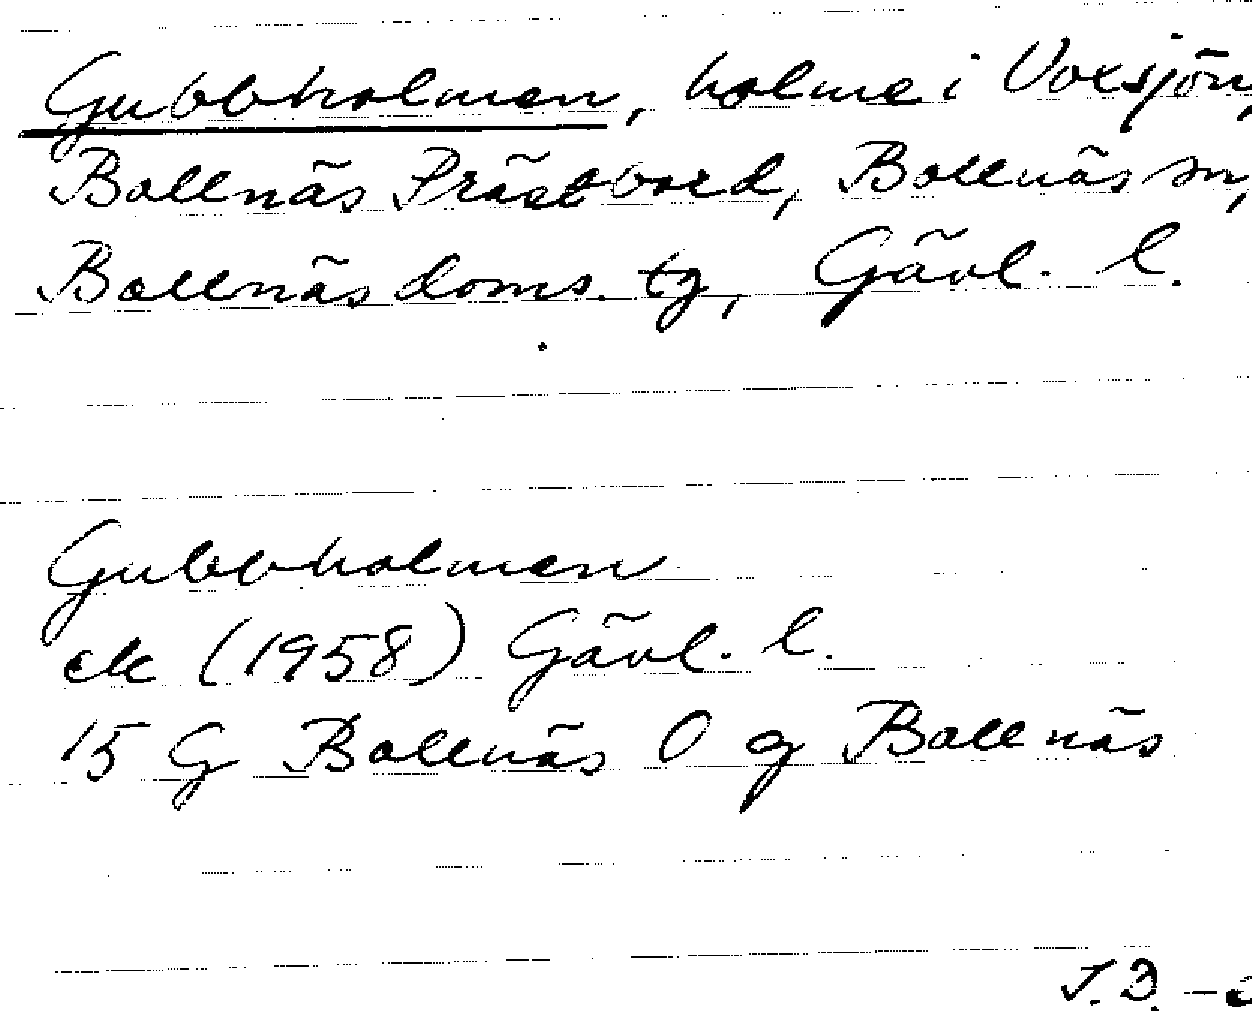 Gubbholmen, holme i Voxsjön,
Bollnäs Prästbord, Bollnäs sn,
Bollnäs doms. tg, Gävl. l.
Gubbholmen
ek (1958) Gävl. l.
15 G Bollnäs O g Bollnäs